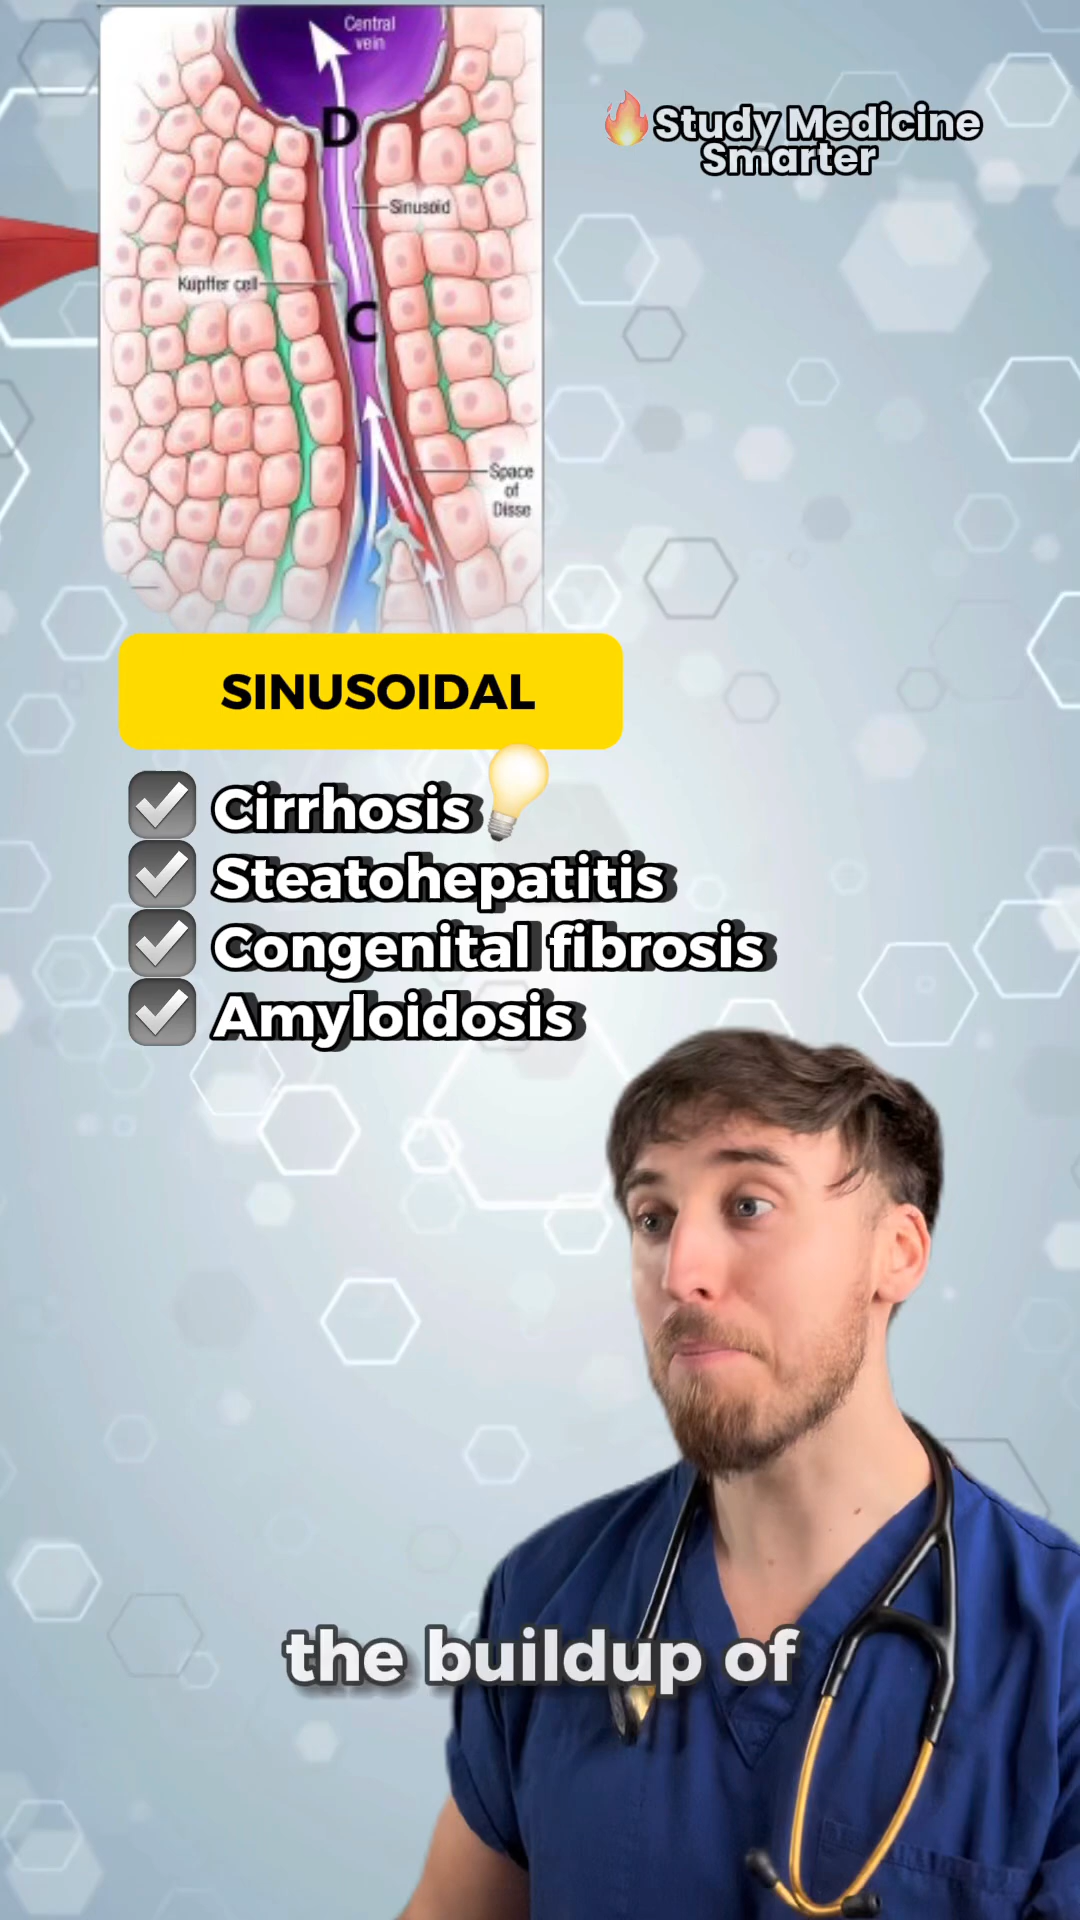 Central
vein
D
🔥Study Medicine
Smarter
Sinusoid
Kupffer cell
C
Space
of
Disse
SINUSOIDAL
✔ Cirrhosis💡
✔ Steatohepatitis
✔ Congenital fibrosis
✔ Amyloidosis
the buildup of